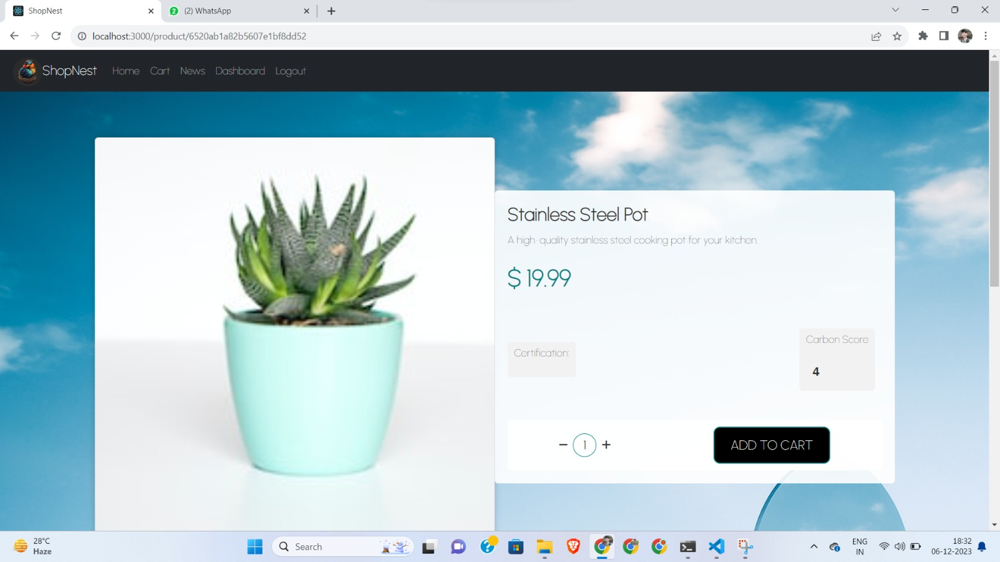 ShopNest
(2) WhatsApp
localhost:3000/product/6520ab1a82b5607e1bf8dd52
ShopNest
Home
Cart
News
Dashboard
Logout
Stainless Steel Pot
A high-quality stainless steel cooking pot for your kitchen.
$ 19.99
Certification:
Carbon Score
4
1
ADD TO CART
28°C
Haze
Search
ENG
IN
18:32
06-12-2023